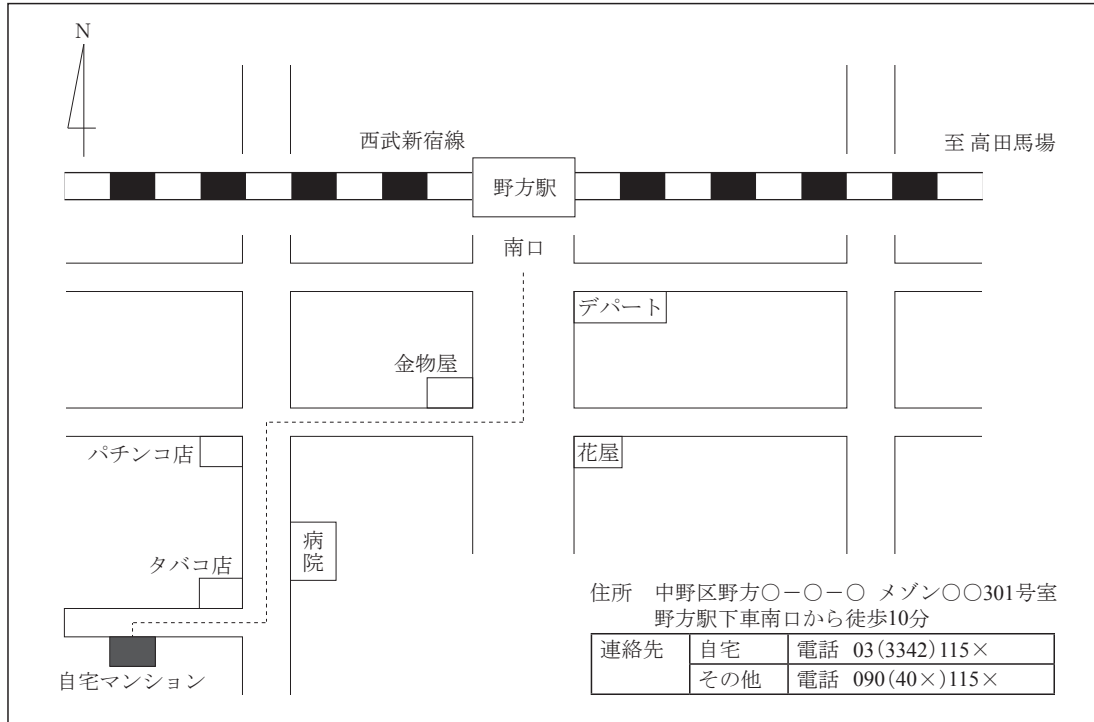 N
西武新宿線
至 高田馬場
野方駅
南口
デパート
金物屋
パチンコ店
花屋
病院
タバコ店
自宅マンション
住所 中野区野方○－○－○ メゾン○○301号室
野方駅下車南口から徒歩10分
連絡先 自宅 電話 03(3342)115×
その他 電話 090(40×)115×